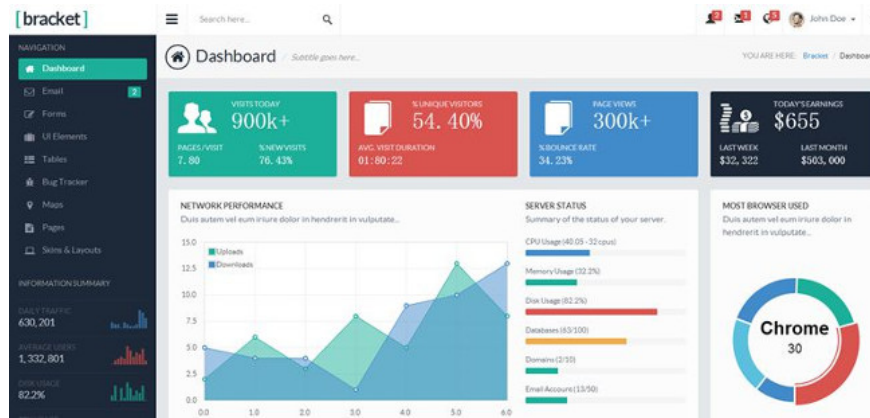 [bracket]
Search here...
2
1
5
John Doe
NAVIGATION
Dashboard
Email
2
Forms
UI Elements
Tables
Bug Tracker
Maps
Pages
Skins & Layouts
INFORMATION SUMMARY
DAILY TRAFFIC
630, 201
AVERAGE USERS
1, 332, 801
DISK USAGE
82.2%
Dashboard / Subtitle goes here...
YOU ARE HERE: Bracket / Dashboar
VISITS TODAY
900k+
PAGES / VISIT
% NEW VISITS
7. 80
76. 43%
% UNIQUE VISITORS
54. 40%
AVG. VISIT DURATION
01:80:22
PAGE VIEWS
300k+
% BOUNCE RATE
34. 23%
TODAY'S EARNINGS
$655
LAST WEEK
LAST MONTH
$32, 322
$503, 000
NETWORK PERFORMANCE
Duis autem vel eum iriure dolor in hendrerit in vulputate...
Uploads
Downloads
15.0
12.5
10.0
7.5
5.0
2.5
0.0
0.0 1.0 2.0 3.0 4.0 5.0 6.0
SERVER STATUS
Summary of the status of your server.
CPU Usage (40.05 - 32 cpus)
Memory Usage (32.2%)
Disk Usage (82.2%)
Databases (63/100)
Domains (2/10)
Email Account (13/50)
MOST BROWSER USED
Duis autem vel eum iriure dolor in
hendrerit in vulputate...
Chrome
30